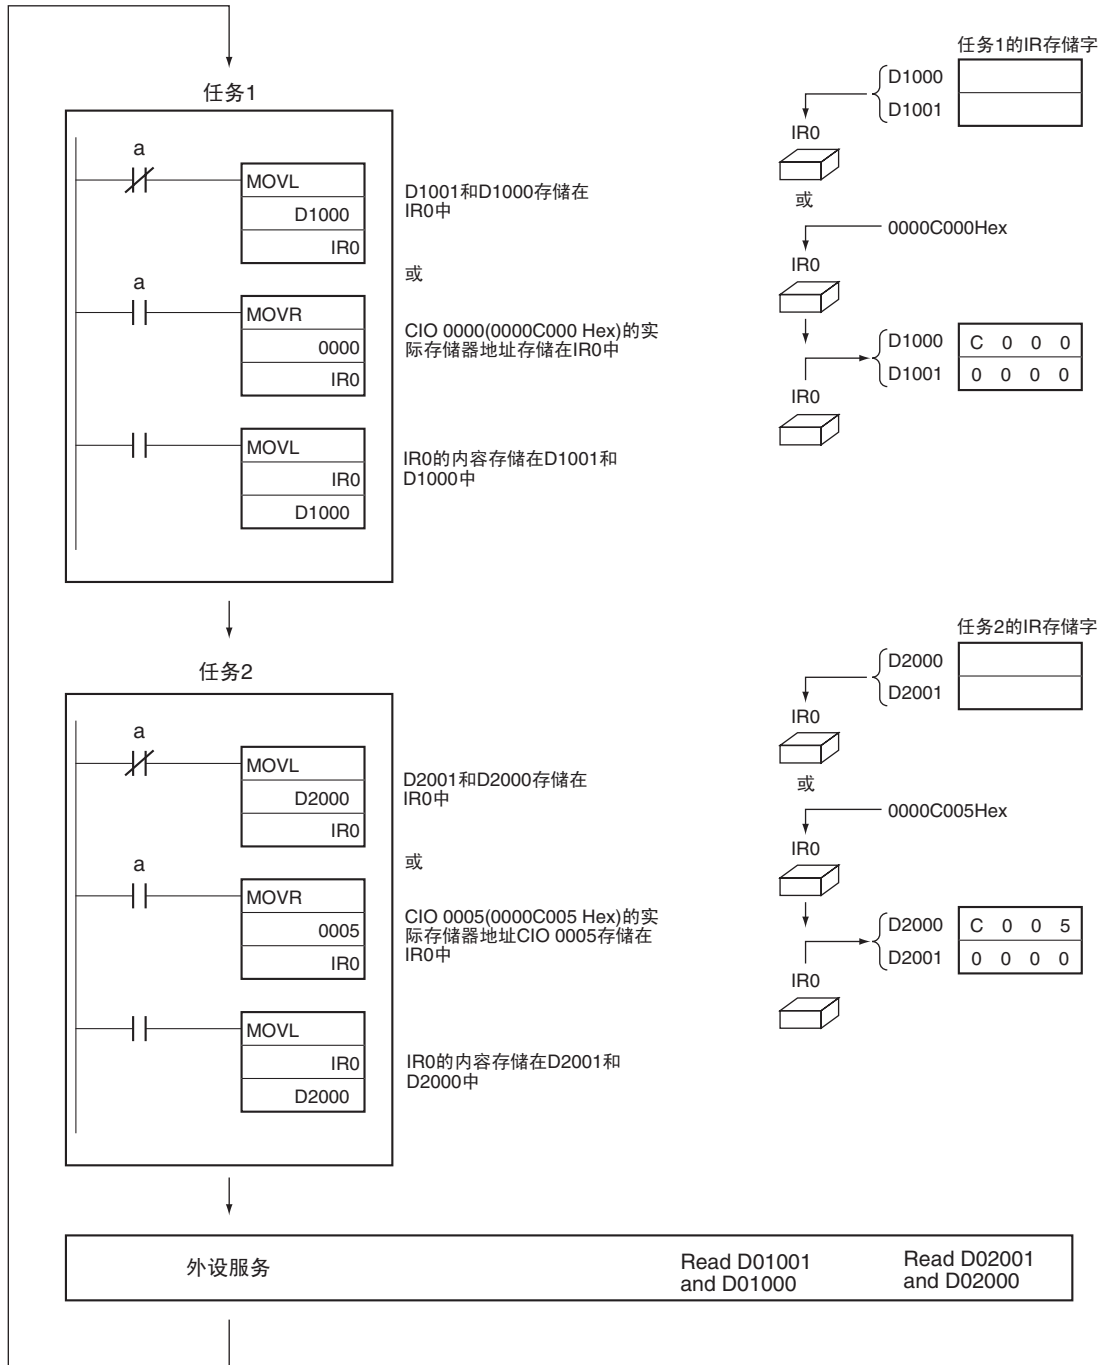 任务1
a
MOVL
D1000
IR0
D1001和D1000存储在
IR0中
或
a
MOVR
0000
IR0
CIO 0000(0000C000 Hex)的实
际存储器地址存储在IR0中
MOVL
IR0
D1000
IR0的内容存储在D1001和
D1000中
任务1的IR存储字
D1000
D1001
IR0
或
0000C000Hex
IR0
D1000
C 0 0 0
D1001
0 0 0 0
IR0
任务2
a
MOVL
D2000
IR0
D2001和D2000存储在
IR0中
或
a
MOVR
0005
IR0
CIO 0005(0000C005 Hex)的实
际存储器地址CIO 0005存储在
IR0中
MOVL
IR0
D2000
IR0的内容存储在D2001和
D2000中
任务2的IR存储字
D2000
D2001
IR0
或
0000C005Hex
IR0
D2000
C 0 0 5
D2001
0 0 0 0
IR0
外设服务
Read D01001
and D01000
Read D02001
and D02000